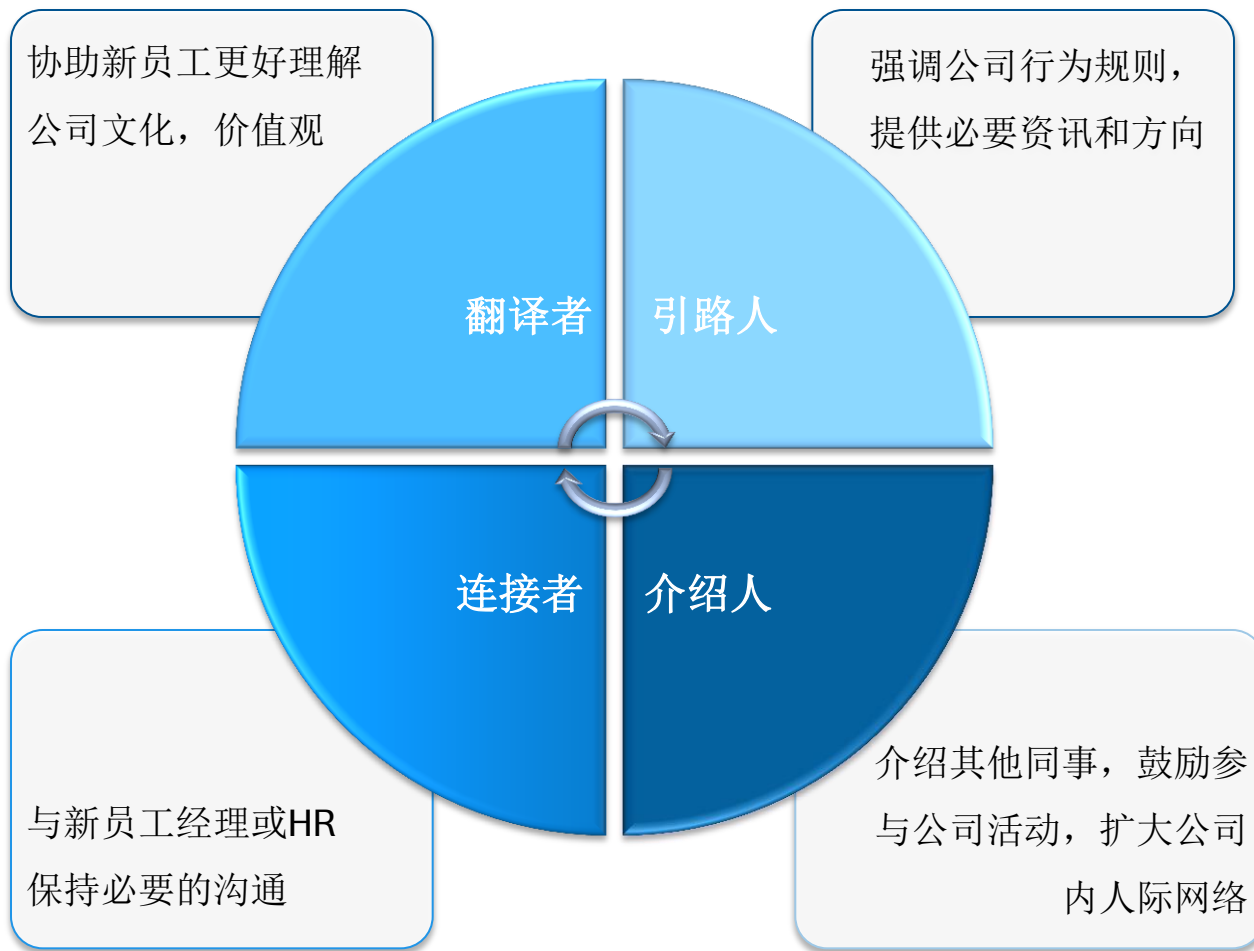 协助新员工更好理解
公司文化，价值观
强调公司行为规则，
提供必要资讯和方向
翻译者
引路人
连接者
介绍人
与新员工经理或HR
保持必要的沟通
介绍其他同事，鼓励参
与公司活动，扩大公司
内人际网络